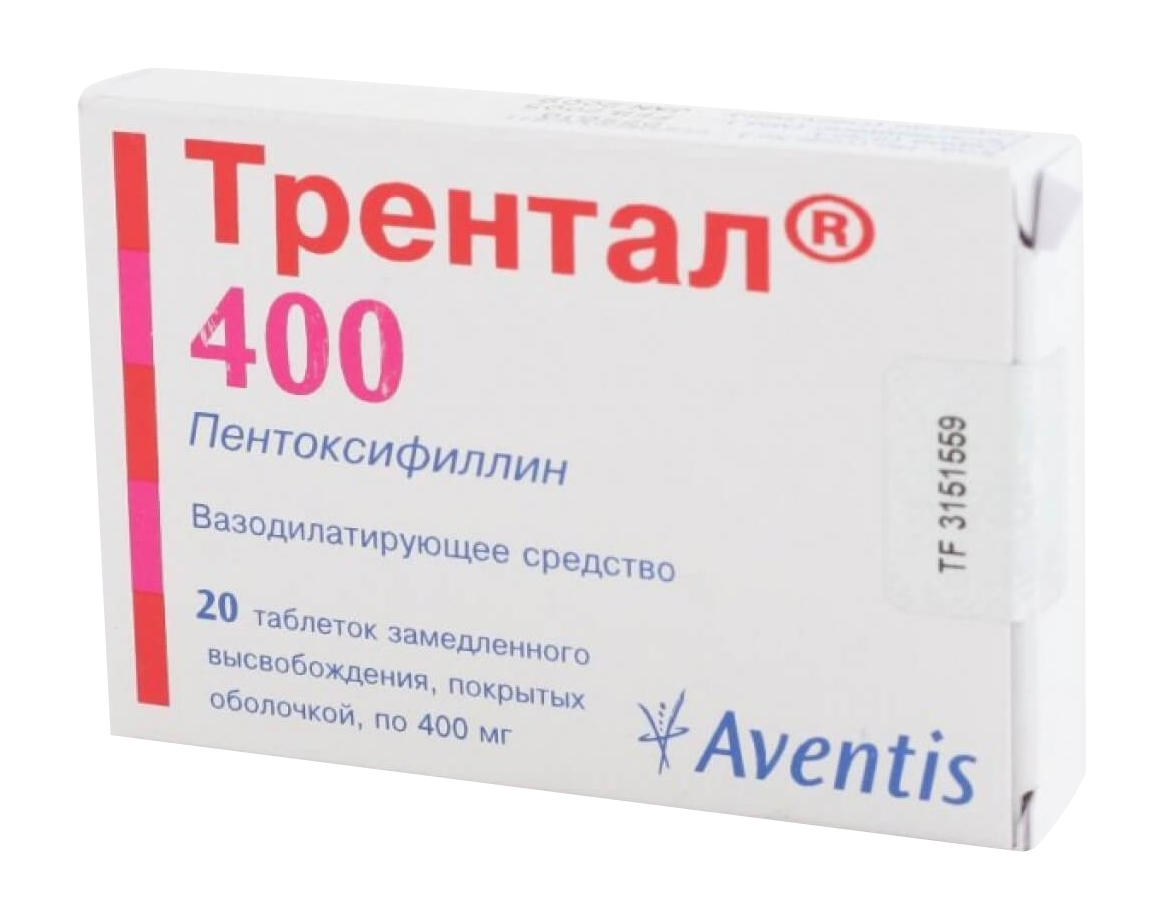 Трентал®
400
Пентоксифиллин
Вазодилатирующее средство
20 таблеток замедленного
высвобождения, покрытых
оболочкой, по 400 мг
Aventis
TF 3151559